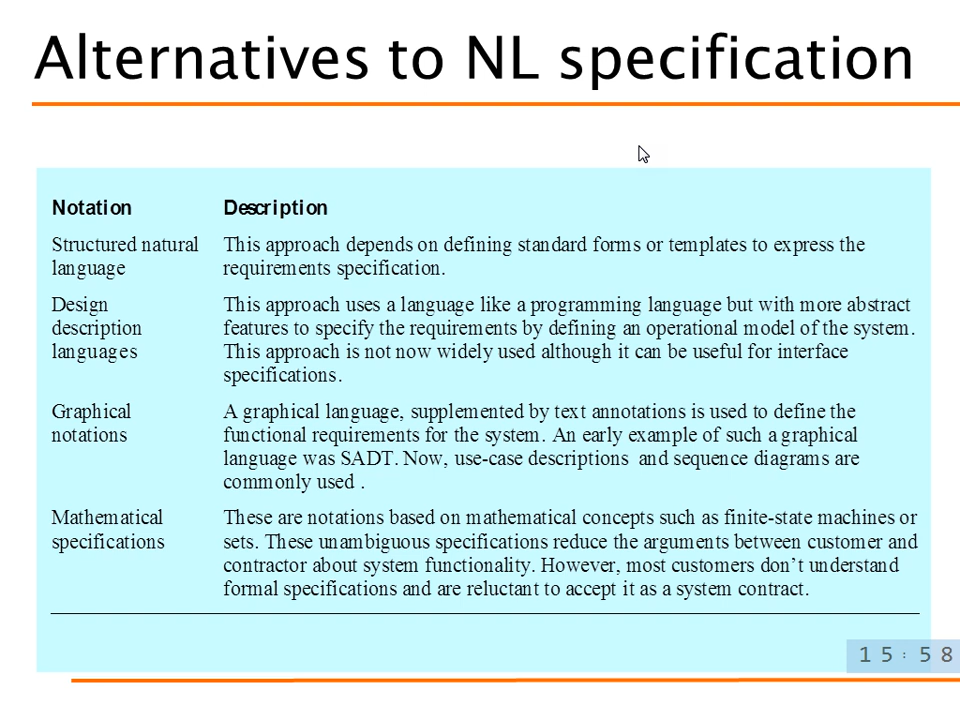 Alternatives to NL specification
Notation Description
Structured natural This approach depends on defining standard forms or templates to express the
language requirements specification.
Design This approach uses a language like a programming language but with more abstract
description features to specify the requirements by defining an operational model of the system.
languages This approach is not now widely used although it can be useful for interface
specifications.
Graphical A graphical language, supplemented by text annotations is used to define the
notations functional requirements for the system. An early example of such a graphical
language was SADT. Now, use-case descriptions and sequence diagrams are
commonly used .
Mathematical These are notations based on mathematical concepts such as finite-state machines or
specifications sets. These unambiguous specifications reduce the arguments between customer and
contractor about system functionality. However, most customers don’t understand
formal specifications and are reluctant to accept it as a system contract.
15:58